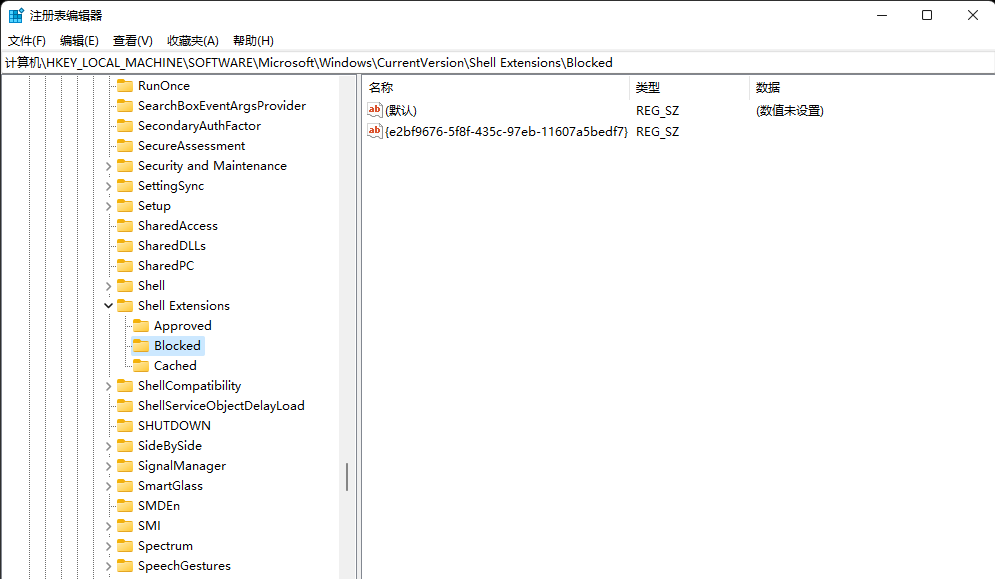 注册表编辑器
文件(F) 编辑(E) 查看(V) 收藏夹(A) 帮助(H)
计算机\HKEY_LOCAL_MACHINE\SOFTWARE\Microsoft\Windows\CurrentVersion\Shell Extensions\Blocked
RunOnce
SearchBoxEventArgsProvider
SecondaryAuthFactor
SecureAssessment
Security and Maintenance
SettingSync
Setup
SharedAccess
SharedDLLs
SharedPC
Shell
Shell Extensions
Approved
Blocked
Cached
ShellCompatibility
ShellServiceObjectDelayLoad
SHUTDOWN
SideBySide
SignalManager
SmartGlass
SMDEn
SMI
Spectrum
SpeechGestures
名称 类型 数据
ab (默认) REG_SZ (数值未设置)
ab {e2bf9676-5f8f-435c-97eb-11607a5bedf7} REG_SZ